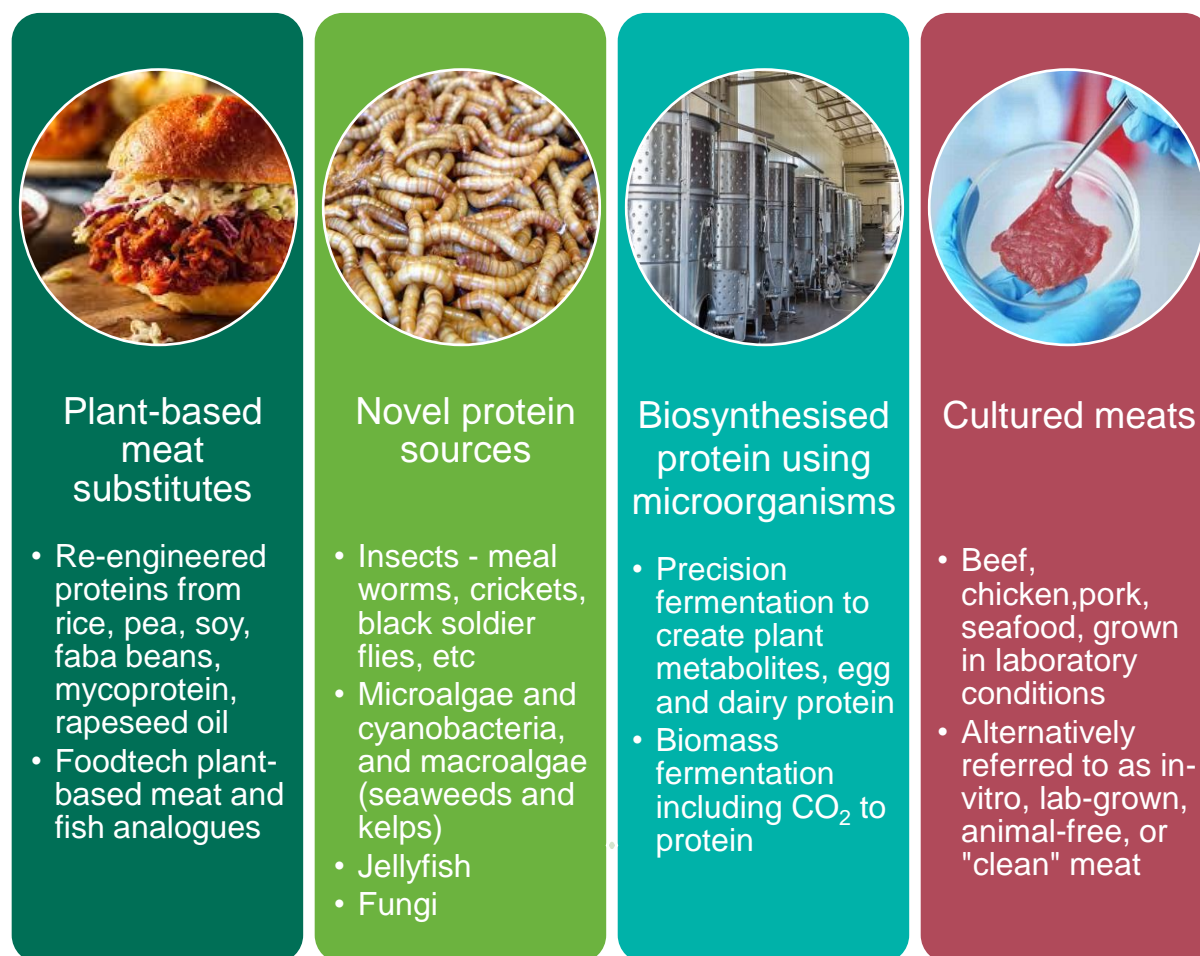 Plant-based
meat
substitutes
• Re-engineered
proteins from
rice, pea, soy,
faba beans,
mycoprotein,
rapeseed oil
• Foodtech plant-
based meat and
fish analogues
Novel protein
sources
• Insects - meal
worms, crickets,
black soldier
flies, etc
• Microalgae and
cyanobacteria,
and macroalgae
(seaweeds and
kelps)
• Jellyfish
• Fungi
Biosynthesised
protein using
microorganisms
• Precision
fermentation to
create plant
metabolites, egg
and dairy protein
• Biomass
fermentation
including CO₂ to
protein
Cultured meats
• Beef,
chicken,pork,
seafood, grown
in laboratory
conditions
• Alternatively
referred to as in-
vitro, lab-grown,
animal-free, or
"clean" meat